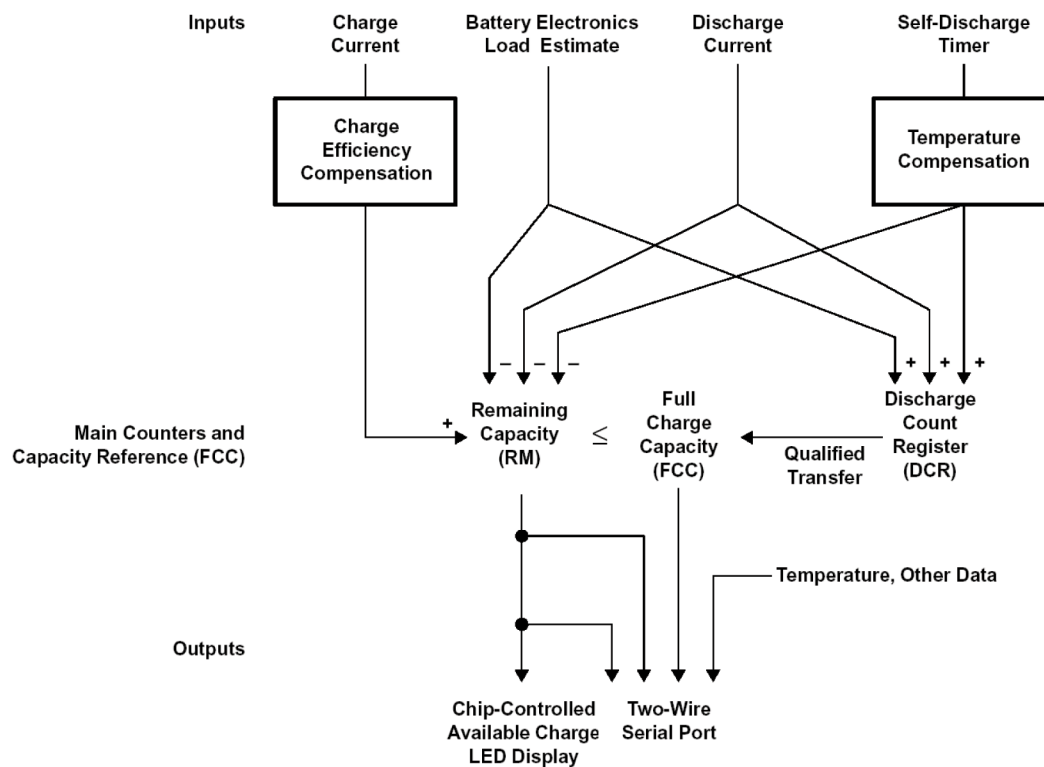 Inputs
Charge
Current
Battery Electronics
Load Estimate
Discharge
Current
Self-Discharge
Timer
Charge
Efficiency
Compensation
Temperature
Compensation
– – –
+ + +
Main Counters and
Capacity Reference (FCC)
+
Remaining
Capacity
(RM)
≤
Full
Charge
Capacity
(FCC)
Qualified
Transfer
Discharge
Count
Register
(DCR)
Temperature, Other Data
Outputs
Chip-Controlled
Available Charge
LED Display
Two-Wire
Serial Port